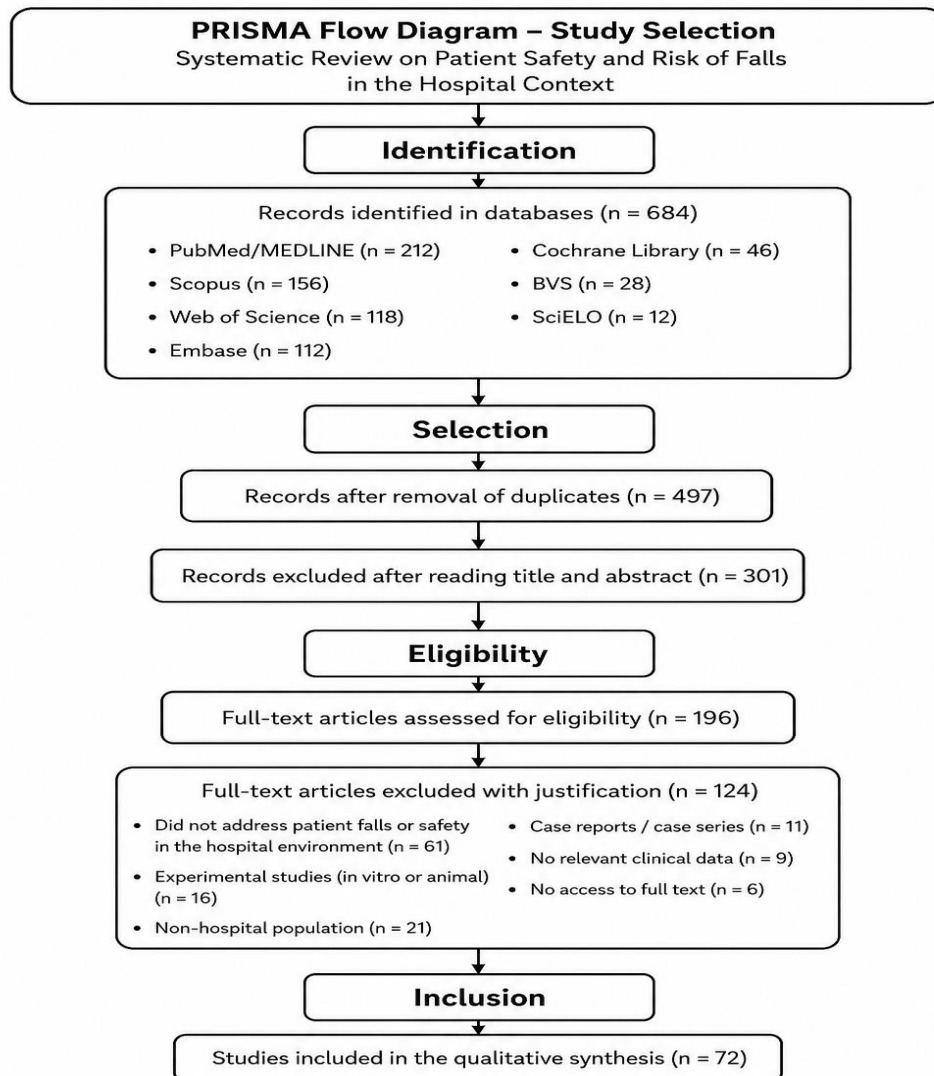 PRISMA Flow Diagram – Study Selection
Systematic Review on Patient Safety and Risk of Falls
in the Hospital Context
Identification
Records identified in databases (n = 684)
• PubMed/MEDLINE (n = 212)
• Scopus (n = 156)
• Web of Science (n = 118)
• Embase (n = 112)
• Cochrane Library (n = 46)
• BVS (n = 28)
• SciELO (n = 12)
Selection
Records after removal of duplicates (n = 497)
Records excluded after reading title and abstract (n = 301)
Eligibility
Full-text articles assessed for eligibility (n = 196)
Full-text articles excluded with justification (n = 124)
• Did not address patient falls or safety
in the hospital environment (n = 61)
• Experimental studies (in vitro or animal)
(n = 16)
• Non-hospital population (n = 21)
• Case reports / case series (n = 11)
• No relevant clinical data (n = 9)
• No access to full text (n = 6)
Inclusion
Studies included in the qualitative synthesis (n = 72)